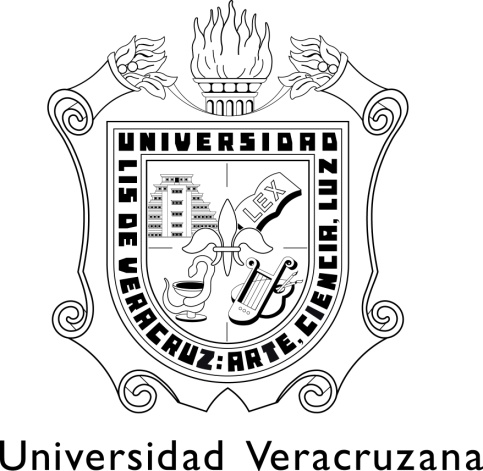 UNIVERSIDAD
LIS DE VERACRUZ: ARTE, CIENCIA, LUZ
LEX
Universidad Veracruzana